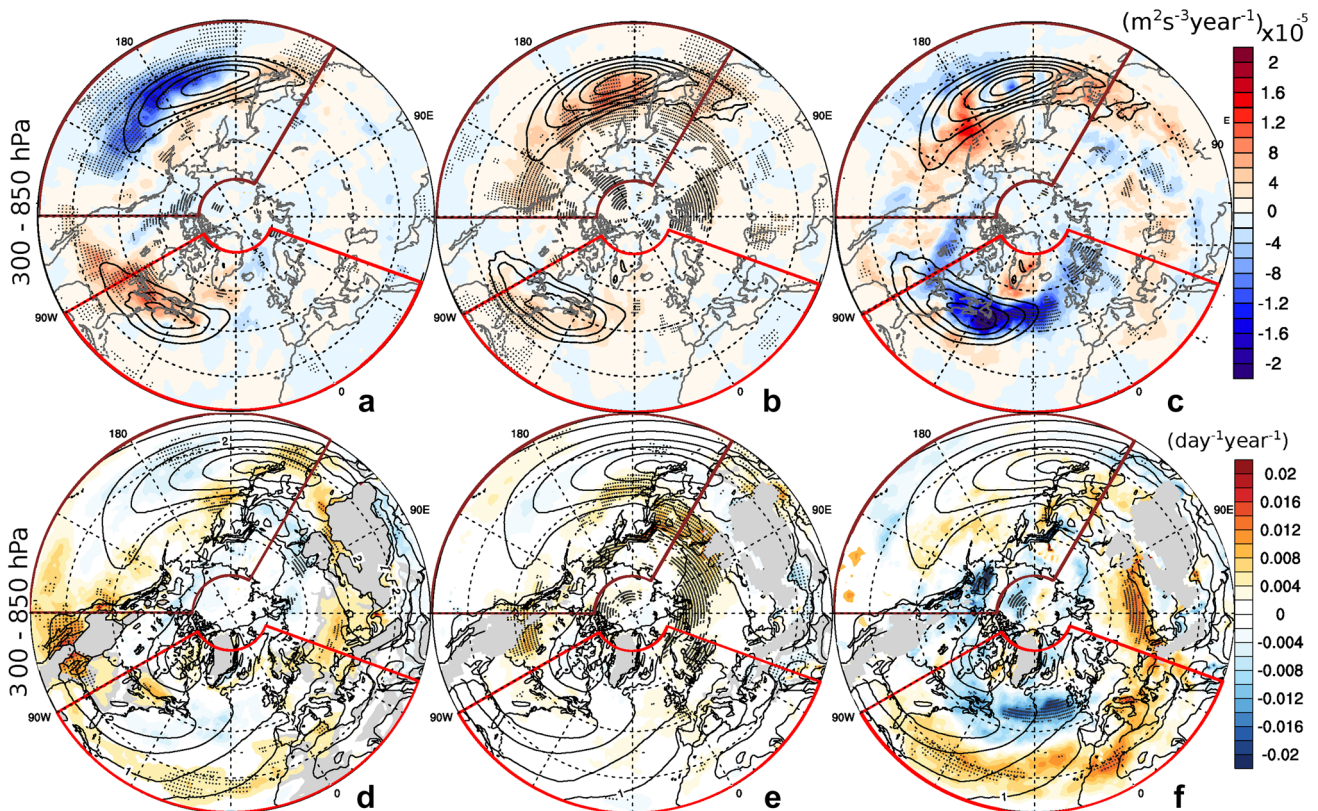 (m²s⁻³year⁻¹)
x10⁻⁵
2
1.6
1.2
8
4
0
-4
-8
-1.2
-1.6
-2
300 - 850 hPa
180
90E
90W
0
a
180
90E
90W
0
b
180
E
90
90W
0
c
(day⁻¹year⁻¹)
0.02
0.016
0.012
0.008
0.004
0
-0.004
-0.008
-0.012
-0.016
-0.02
300 - 850 hPa
180
2
90E
1
2
90W
1
0
d
180
90E
90W
1
0
e
180
90E
90W
1
0
f